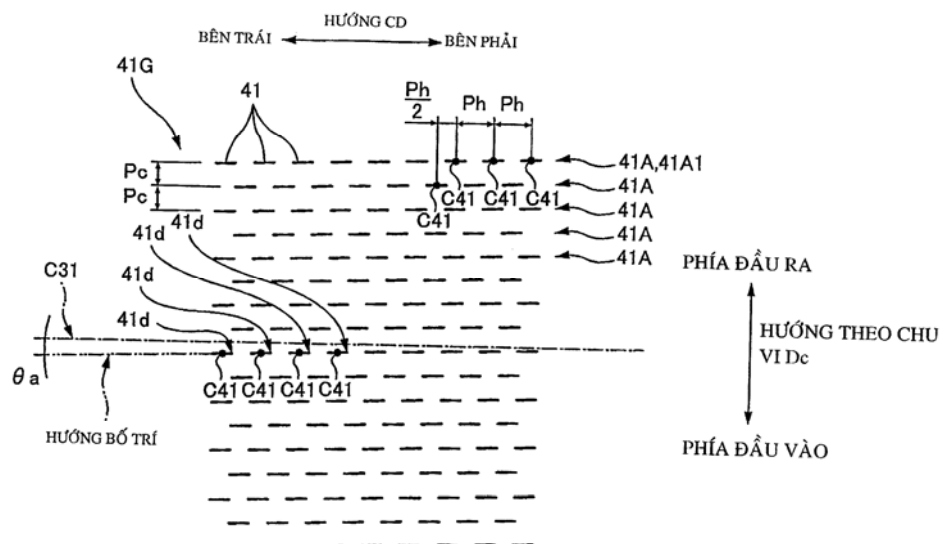 HƯỚNG CD
BÊN TRÁI
BÊN PHẢI
41G
41
Ph/2
Ph
Ph
Pc
Pc
41A,41A1
41A
41A
41A
41A
C41
C41
C41
C41
41d
41d
41d
41d
C31
PHÍA ĐẦU RA
HƯỚNG THEO CHU
VI Dc
PHÍA ĐẦU VÀO
θa
C41
C41
C41
C41
HƯỚNG BỐ TRÍ